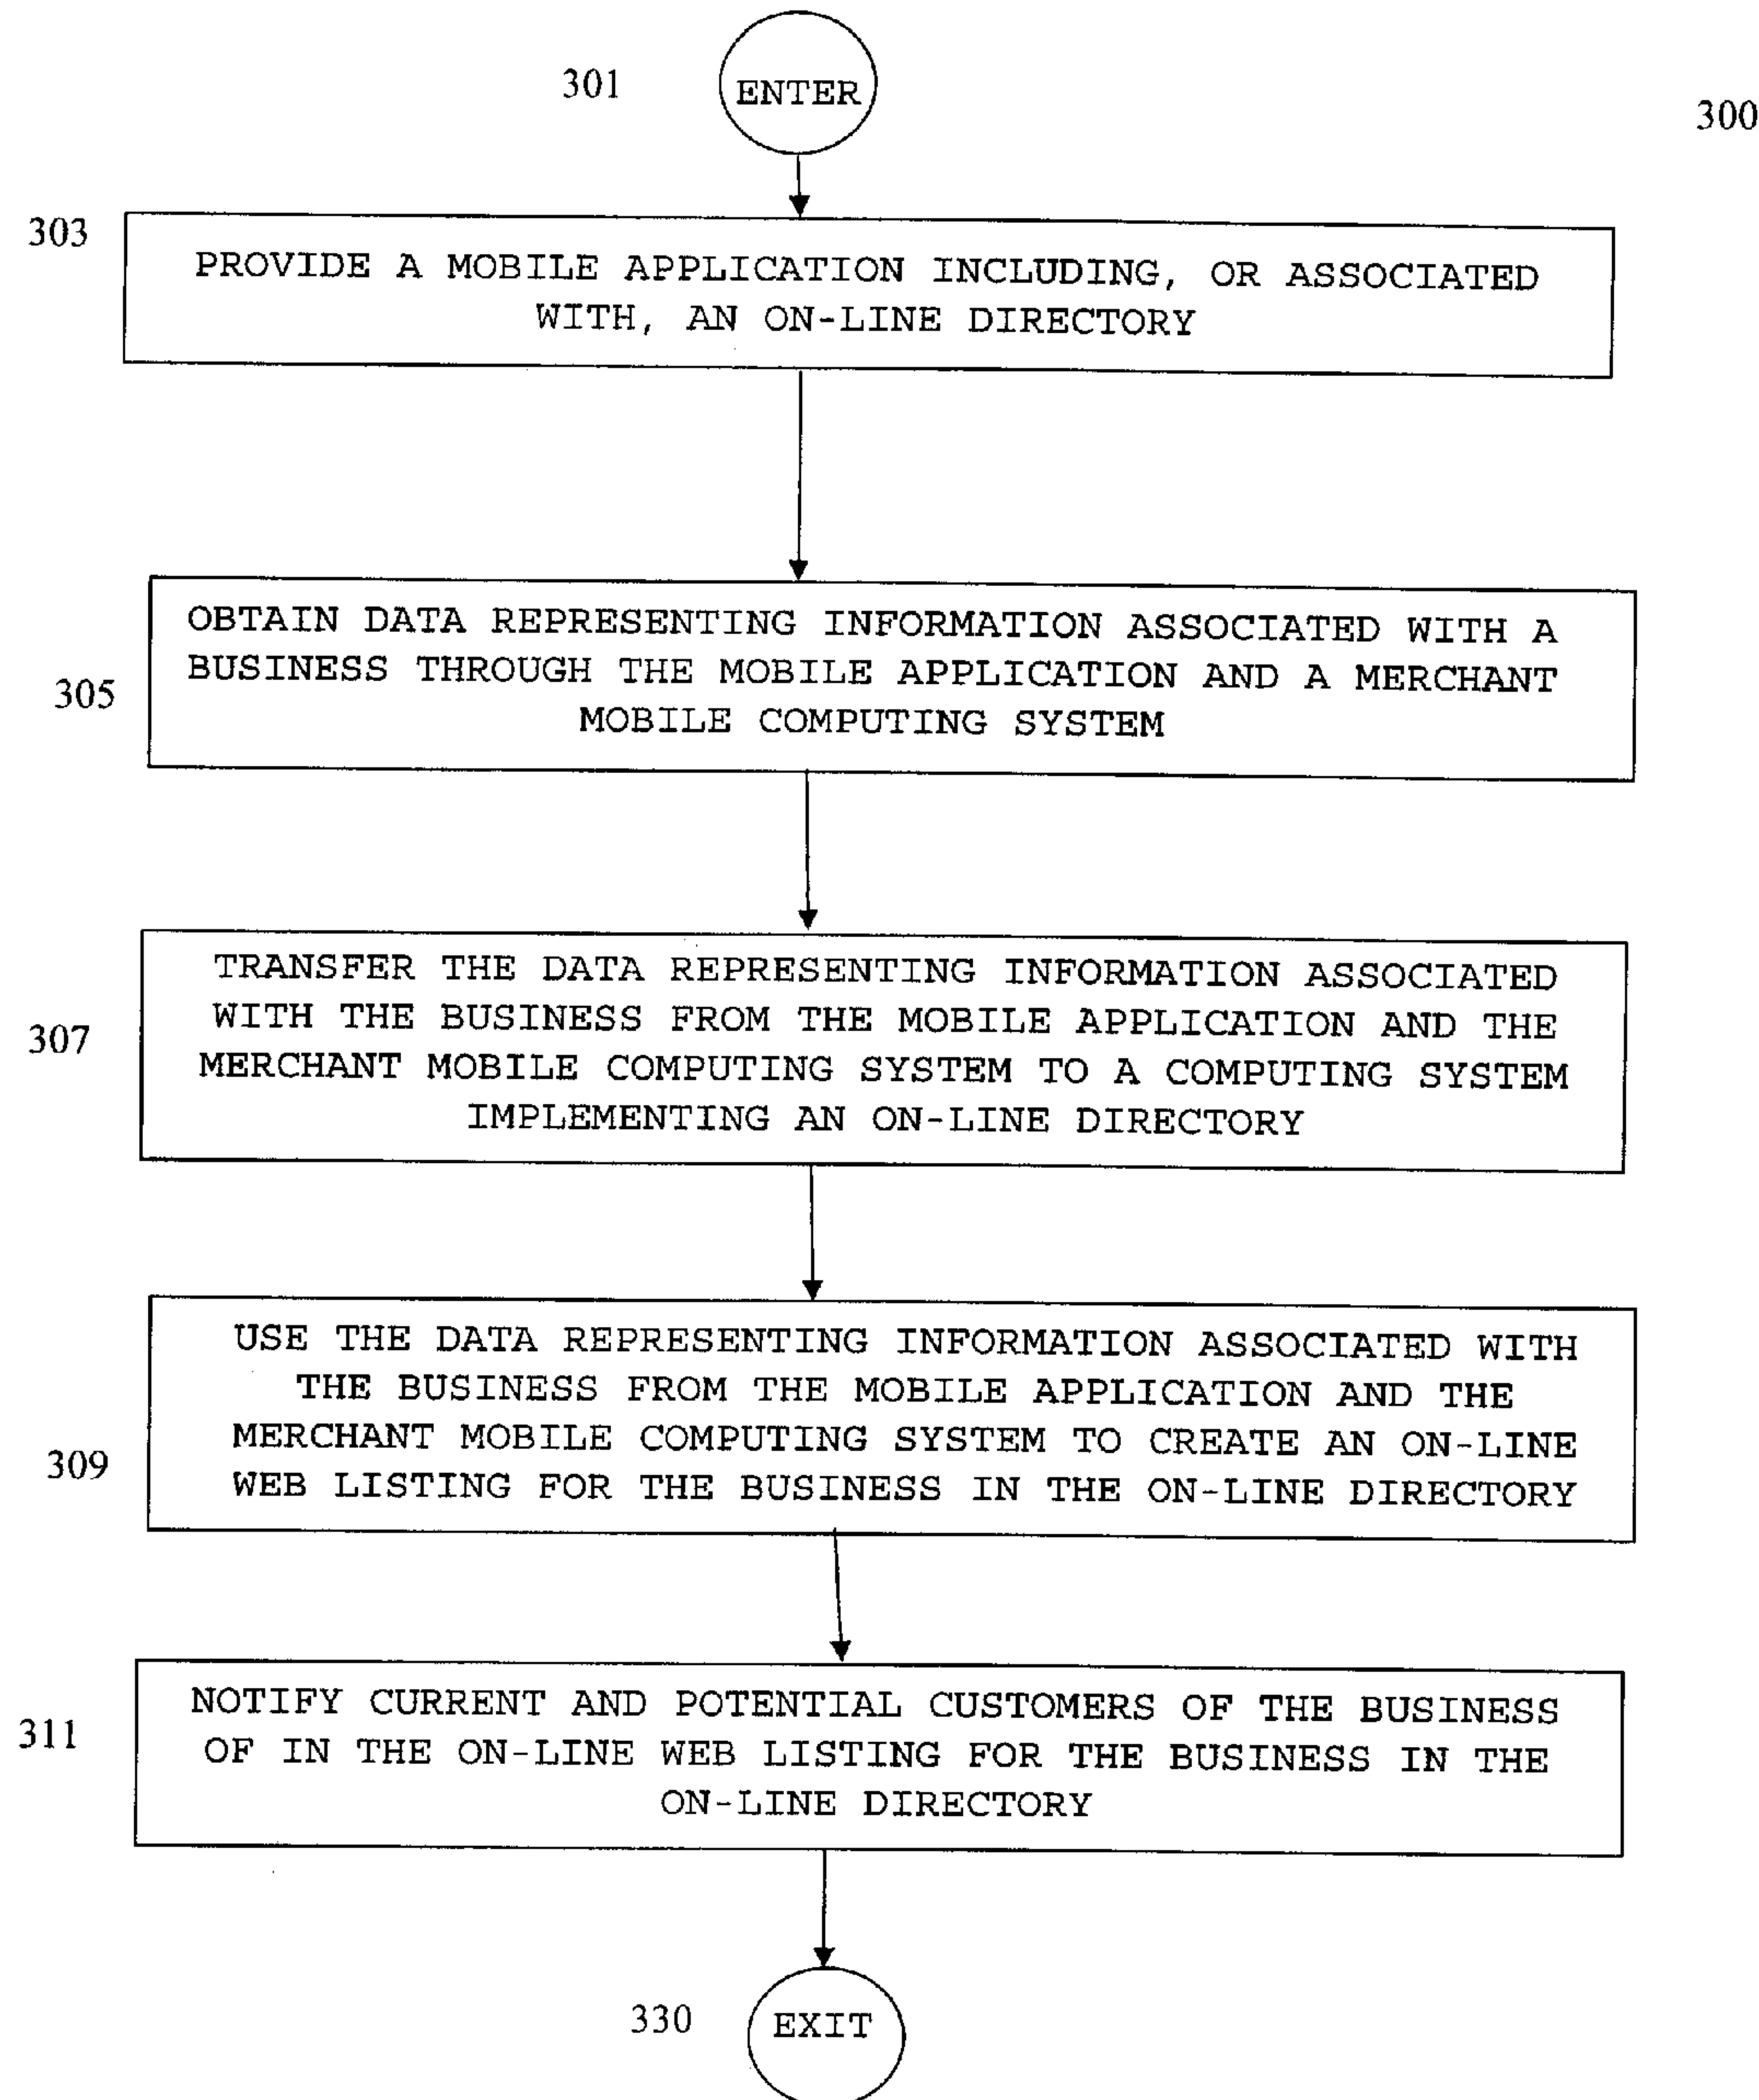 301
ENTER
300
303
PROVIDE A MOBILE APPLICATION INCLUDING, OR ASSOCIATED
WITH, AN ON-LINE DIRECTORY
305
OBTAIN DATA REPRESENTING INFORMATION ASSOCIATED WITH A
BUSINESS THROUGH THE MOBILE APPLICATION AND A MERCHANT
MOBILE COMPUTING SYSTEM
307
TRANSFER THE DATA REPRESENTING INFORMATION ASSOCIATED
WITH THE BUSINESS FROM THE MOBILE APPLICATION AND THE
MERCHANT MOBILE COMPUTING SYSTEM TO A COMPUTING SYSTEM
IMPLEMENTING AN ON-LINE DIRECTORY
309
USE THE DATA REPRESENTING INFORMATION ASSOCIATED WITH
THE BUSINESS FROM THE MOBILE APPLICATION AND THE
MERCHANT MOBILE COMPUTING SYSTEM TO CREATE AN ON-LINE
WEB LISTING FOR THE BUSINESS IN THE ON-LINE DIRECTORY
311
NOTIFY CURRENT AND POTENTIAL CUSTOMERS OF THE BUSINESS
OF IN THE ON-LINE WEB LISTING FOR THE BUSINESS IN THE
ON-LINE DIRECTORY
330
EXIT